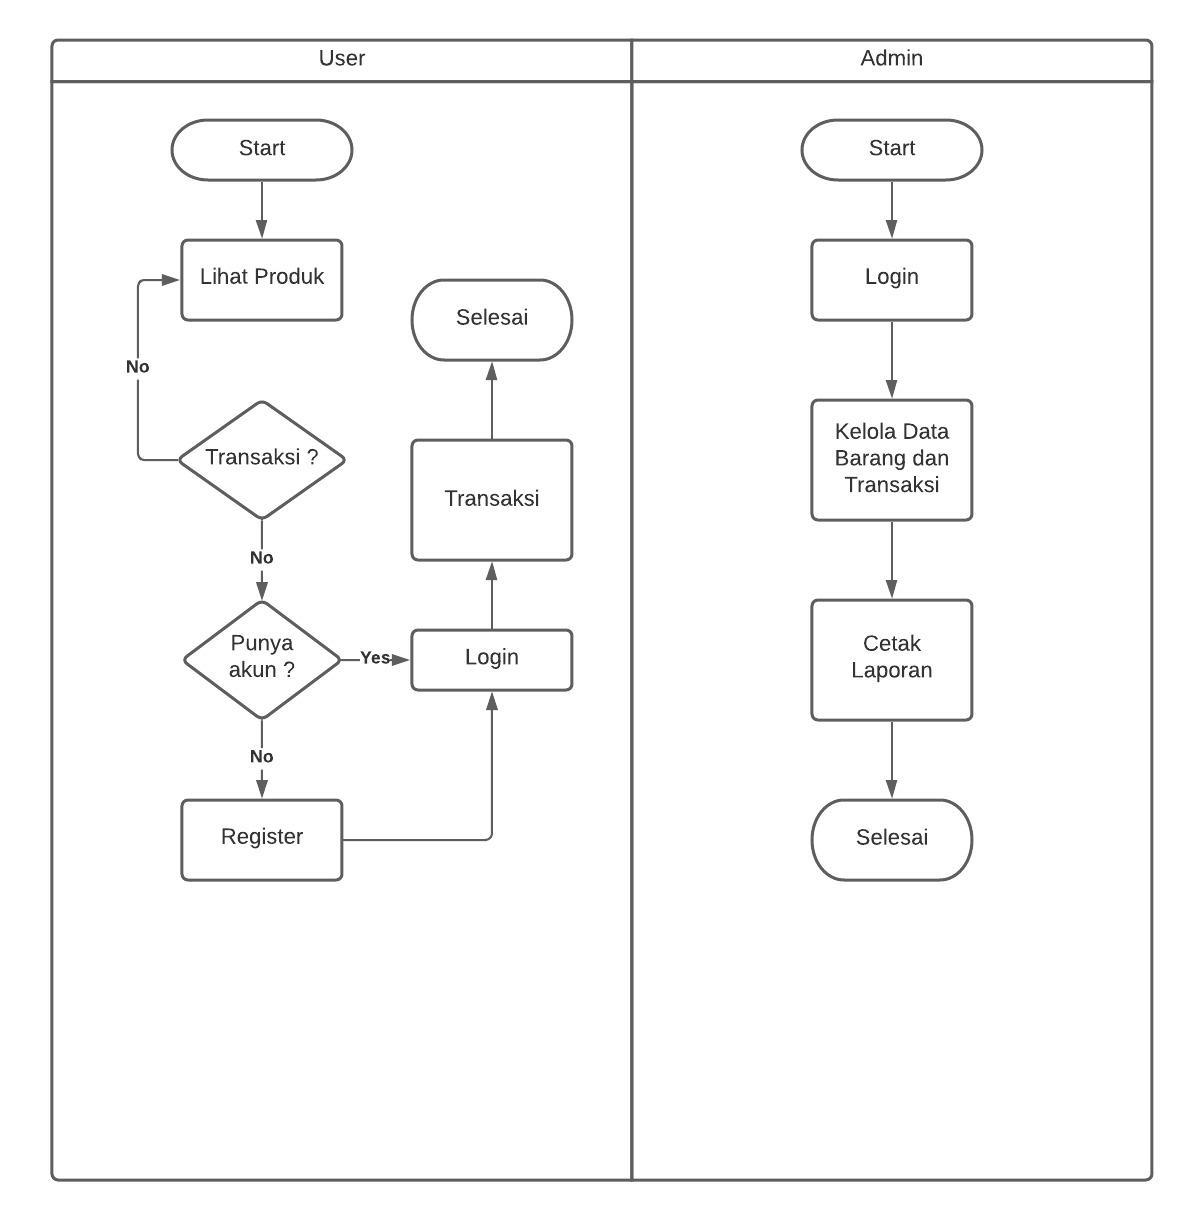 User
Start
Lihat Produk
No
Transaksi ?
No
Punya
akun ?
Yes
No
Register
Selesai
Transaksi
Login
Admin
Start
Login
Kelola Data
Barang dan
Transaksi
Cetak
Laporan
Selesai